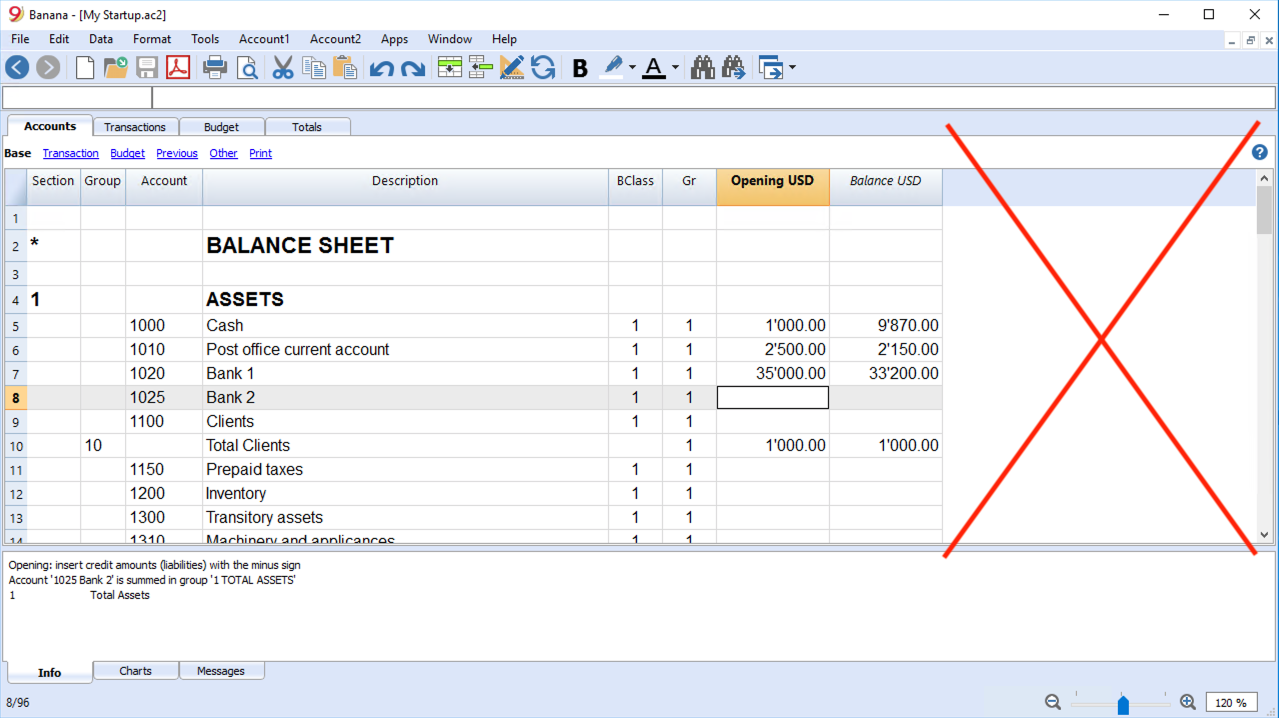 Banana - [My Startup.ac2]
File Edit Data Format Tools Account1 Account2 Apps Window Help
B A
Accounts Transactions Budget Totals
Base Transaction Budget Previous Other Print ?
Section Group Account Description BClass Gr Opening USD Balance USD
1
2 * BALANCE SHEET
3
4 1 ASSETS
5 1000 Cash 1 1 1'000.00 9'870.00
6 1010 Post office current account 1 1 2'500.00 2'150.00
7 1020 Bank 1 1 1 35'000.00 33'200.00
8 1025 Bank 2 1 1
9 1100 Clients 1 1
10 10 Total Clients 1 1'000.00 1'000.00
11 1150 Prepaid taxes 1 1
12 1200 Inventory 1 1
13 1300 Transitory assets 1 1
14 1310 Machinery and applicances 1 1
Opening: insert credit amounts (liabilities) with the minus sign
Account '1025 Bank 2' is summed in group '1 TOTAL ASSETS'
1 Total Assets
Info Charts Messages
8/96 120 %